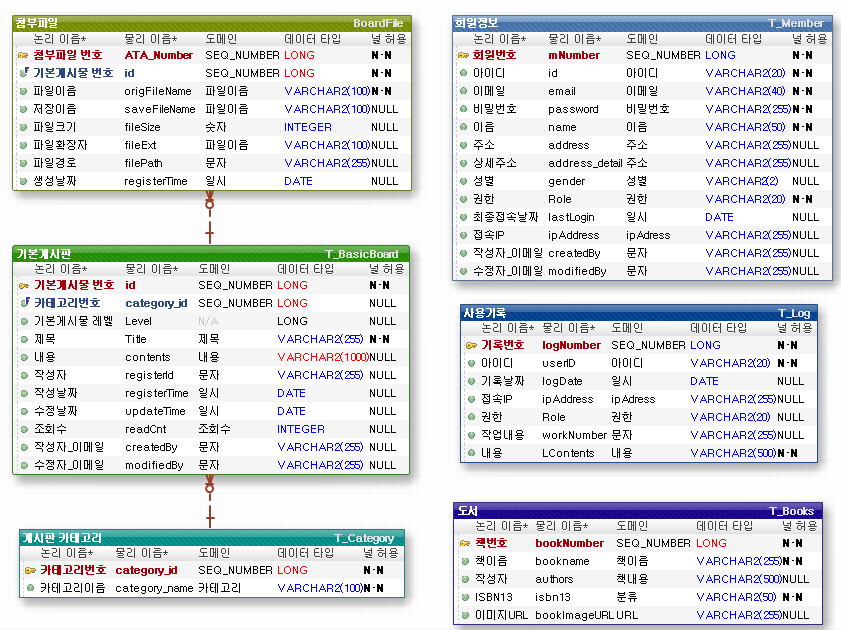 첨부파일 BoardFile
논리 이름* 물리 이름* 도메인 데이터 타입 널 허용
첨부파일 번호 ATA_Number SEQ_NUMBER LONG N-N
기본게시물 번호 id SEQ_NUMBER LONG N-N
파일이음 origFileName 파일이음 VARCHAR2(100) N-N
저장이음 saveFileName 파일이음 VARCHAR2(100) NULL
파일크기 fileSize 숫자 INTEGER NULL
파일확장자 fileExt 파일이음 VARCHAR2(100) NULL
파일경로 filePath 문자 VARCHAR2(255) NULL
생성날짜 registerTime 일시 DATE NULL
기본게시판 T_BasicBoard
논리 이름* 물리 이름* 도메인 데이터 타입 널 허용
기본게시물 번호 id SEQ_NUMBER LONG N-N
카테고리번호 category_id SEQ_NUMBER LONG NULL
기본게시물 레벨 Level N/A LONG NULL
제목 Title 제목 VARCHAR2(255) N-N
내용 contents 내용 VARCHAR2(1000) NULL
작성자 registerId 문자 VARCHAR2(255) NULL
작성날짜 registerTime 일시 DATE NULL
수정날짜 updateTime 일시 DATE NULL
조회수 readCnt 조회수 INTEGER NULL
작성자_이메일 createdBy 문자 VARCHAR2(255) NULL
수정자_이메일 modifiedBy 문자 VARCHAR2(255) NULL
게시판 카테고리 T_Category
논리 이름* 물리 이름* 도메인 데이터 타입 널 허용
카테고리번호 category_id SEQ_NUMBER LONG N-N
카테고리이음 category_name 카테고리 VARCHAR2(100) N-N
회원정보 T_Member
논리 이름* 물리 이름* 도메인 데이터 타입 널 허용
회원번호 mNumber SEQ_NUMBER LONG N-N
아이디 id 아이디 VARCHAR2(20) N-N
이메일 email 이메일 VARCHAR2(40) N-N
비밀번호 password 비밀번호 VARCHAR2(255) N-N
이음 name 이음 VARCHAR2(50) N-N
주소 address 주소 VARCHAR2(255) NULL
상세주소 address_detail 주소 VARCHAR2(255) NULL
성별 gender 성별 VARCHAR2(2) NULL
권한 Role 권한 VARCHAR2(20) N-N
최종접속날짜 lastLogin 일시 DATE NULL
접속IP ipAddress ipAdress VARCHAR2(255) NULL
작성자_이메일 createdBy 문자 VARCHAR2(255) NULL
수정자_이메일 modifiedBy 문자 VARCHAR2(255) NULL
사용기록 T_Log
논리 이름* 물리 이름* 도메인 데이터 타입 널 허용
기록번호 logNumber SEQ_NUMBER LONG N-N
아이디 userID 아이디 VARCHAR2(20) N-N
기록날짜 logDate 일시 DATE NULL
접속IP ipAddress ipAdress VARCHAR2(255) NULL
권한 Role 권한 VARCHAR2(20) NULL
작업내용 workNumber 문자 VARCHAR2(255) NULL
내용 LContents 내용 VARCHAR2(500) N-N
도서 T_Books
논리 이름* 물리 이름* 도메인 데이터 타입 널 허용
책번호 bookNumber SEQ_NUMBER LONG N-N
책이음 bookname 책이음 VARCHAR2(255) N-N
작성자 authors 책내용 VARCHAR2(500) NULL
ISBN13 isbn13 분류 VARCHAR2(50) N-N
이미지URL bookImageURL URL VARCHAR2(255) NULL